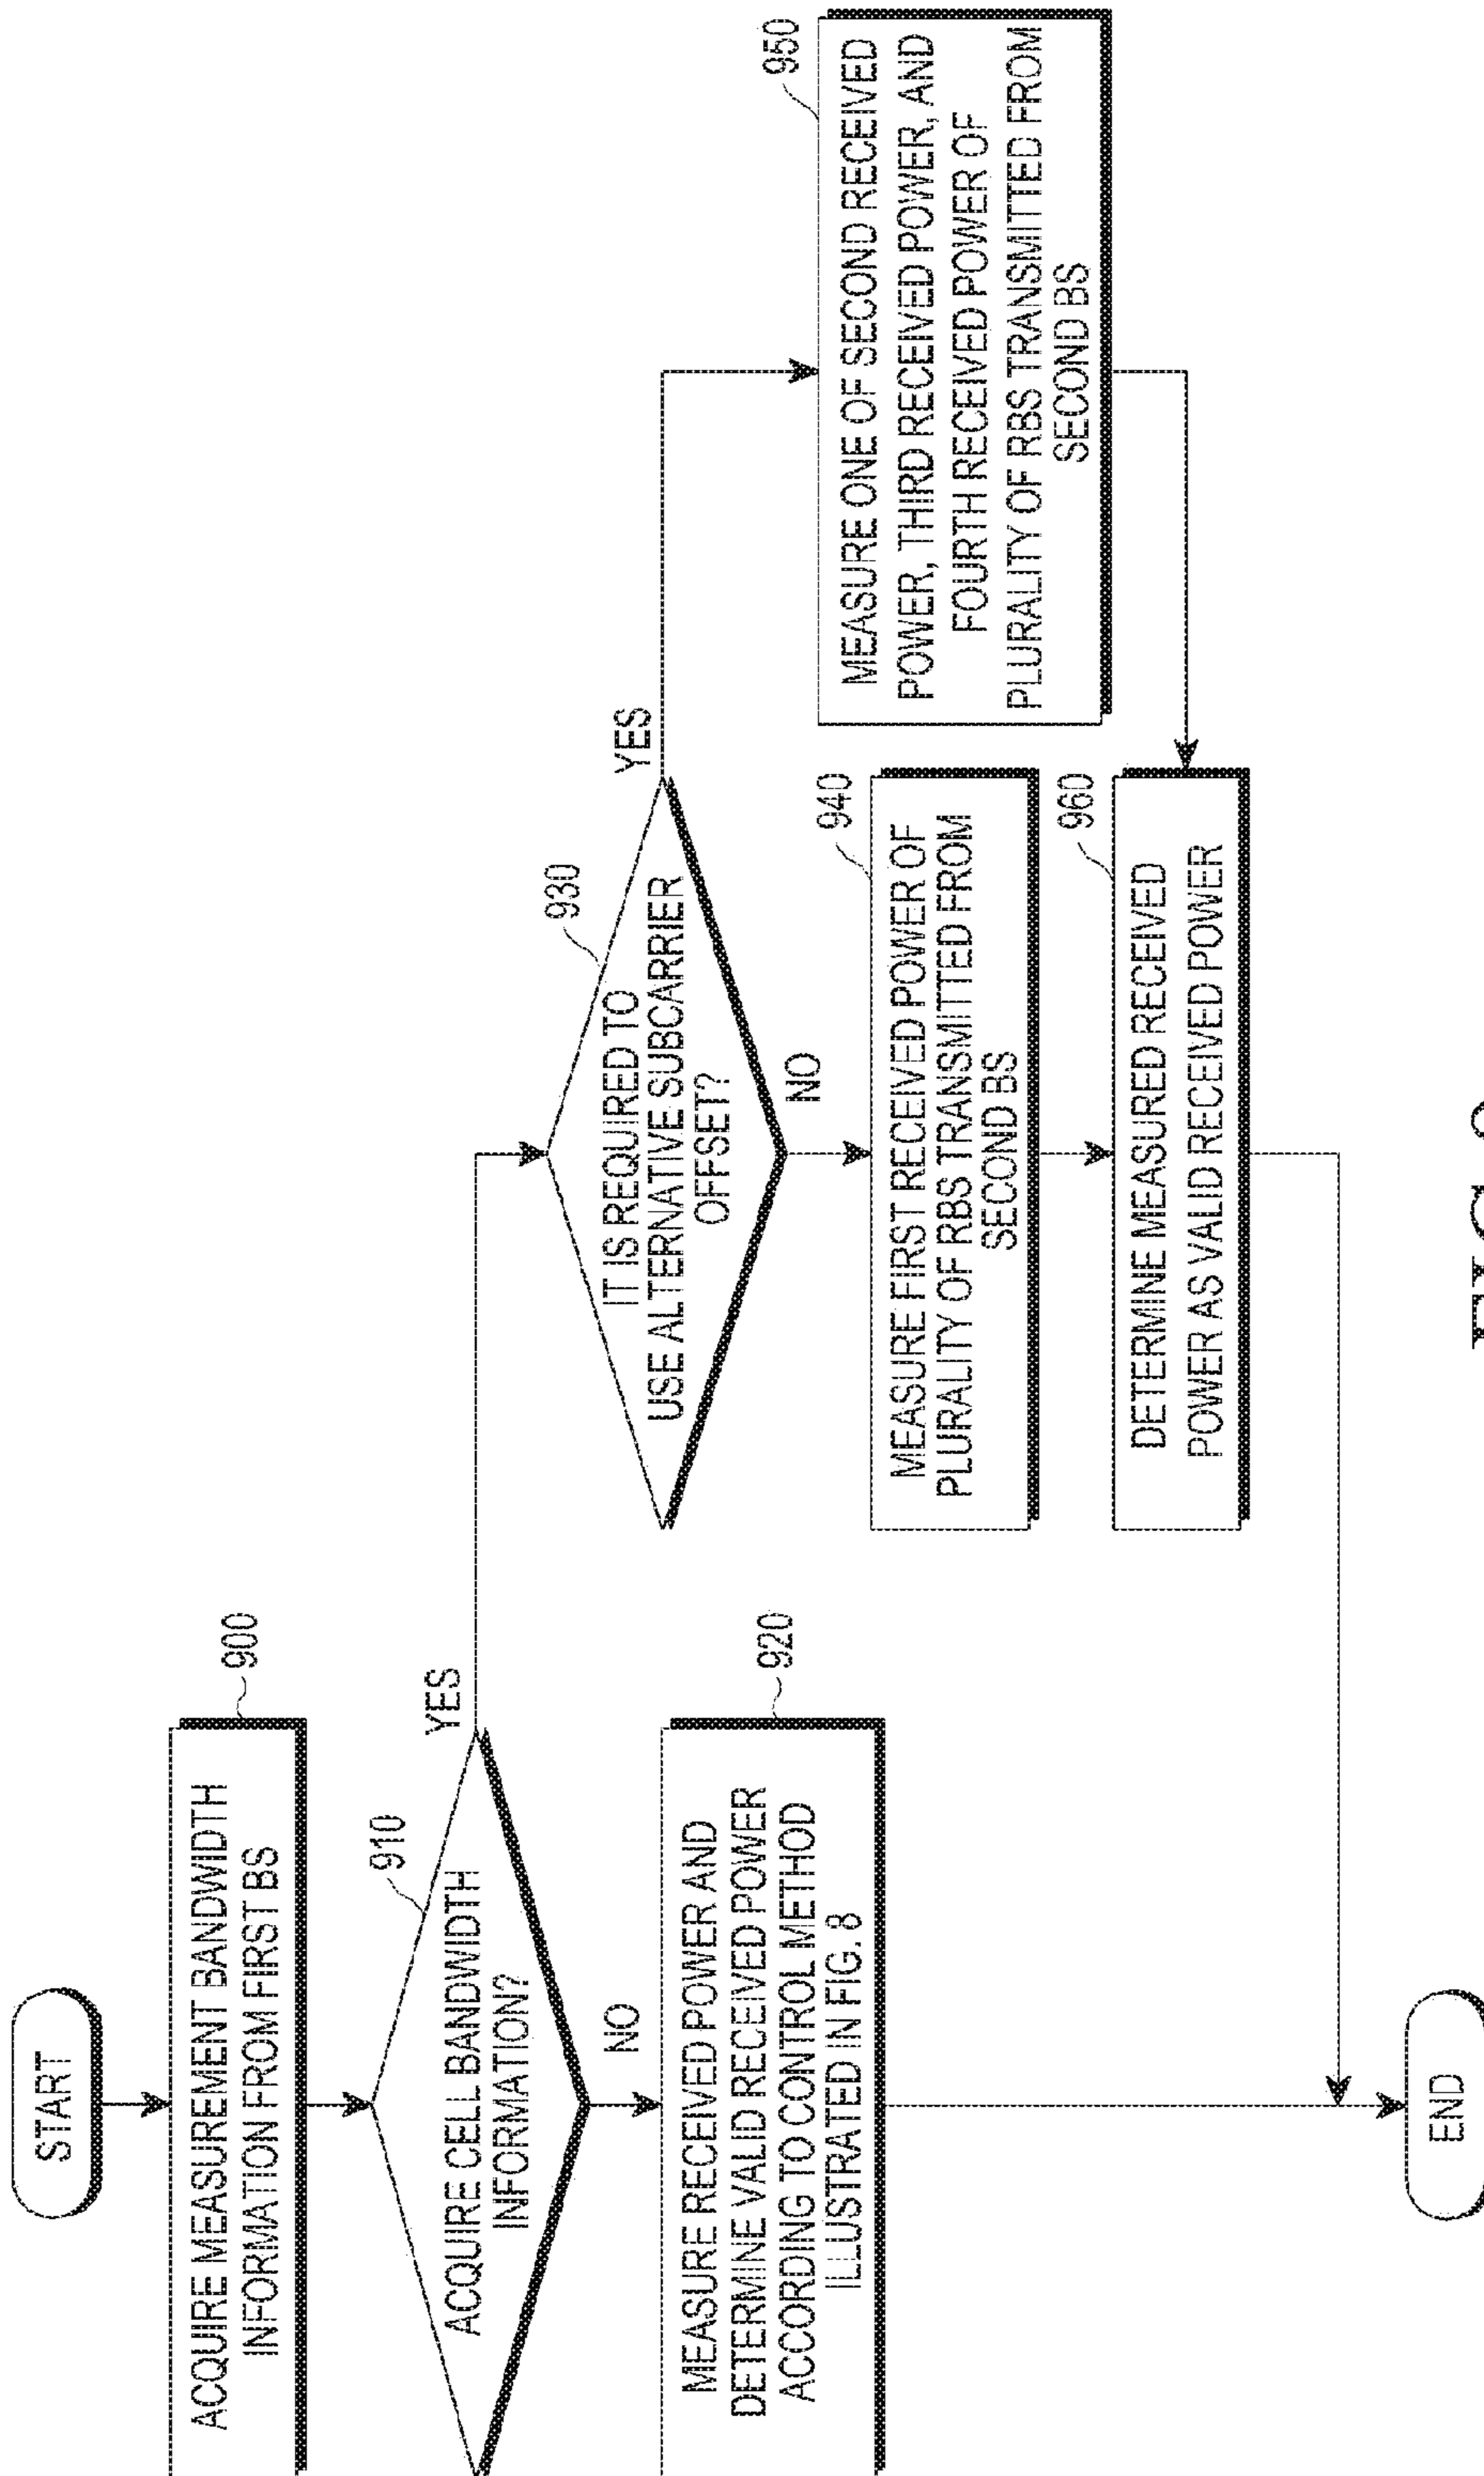 START
900
ACQUIRE MEASUREMENT BANDWIDTH
INFORMATION FROM FIRST BS
910
ACQUIRE CELL BANDWIDTH
INFORMATION?
YES
NO
920
MEASURE RECEIVED POWER AND
DETERMINE VALID RECEIVED POWER
ACCORDING TO CONTROL METHOD
ILLUSTRATED IN FIG. 8
930
IT IS REQUIRED TO
USE ALTERNATIVE SUBCARRIER
OFFSET?
YES
NO
940
MEASURE FIRST RECEIVED POWER OF
PLURALITY OF RBS TRANSMITTED FROM
SECOND BS
950
MEASURE ONE OF SECOND RECEIVED
POWER, THIRD RECEIVED POWER, AND
FOURTH RECEIVED POWER OF
PLURALITY OF RBS TRANSMITTED FROM
SECOND BS
960
DETERMINE MEASURED RECEIVED
POWER AS VALID RECEIVED POWER
END